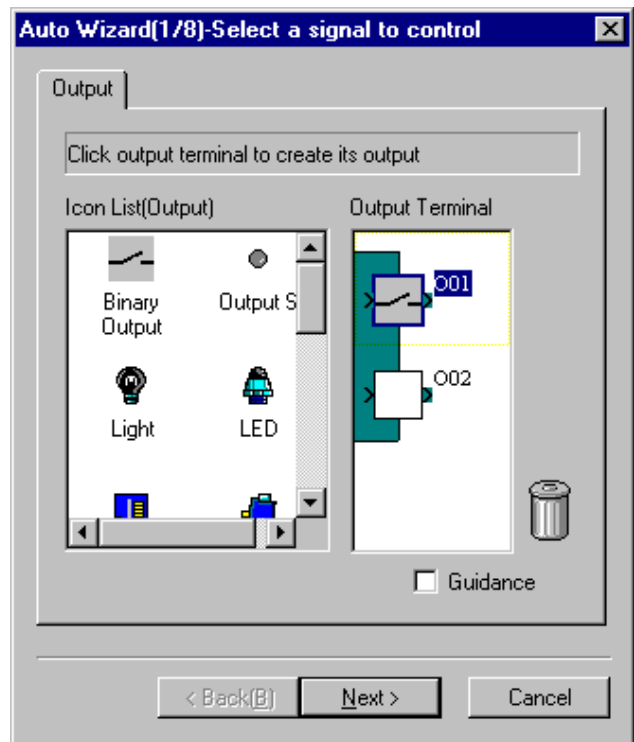 Auto Wizard(1/8)-Select a signal to control
Output
Click output terminal to create its output
Icon List(Output)
Output Terminal
Binary
Output
Output S
Light
LED
O01
O02
Guidance
< Back(B)
Next >
Cancel